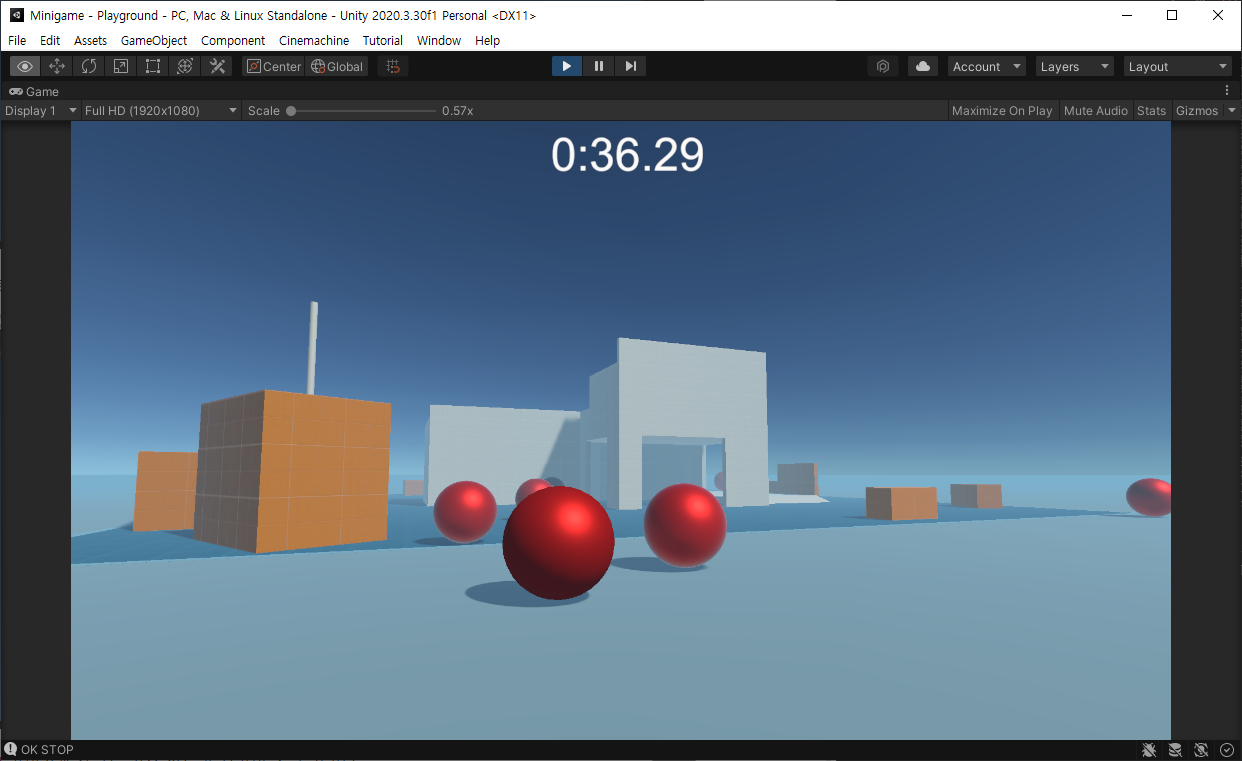 Minigame - Playground - PC, Mac & Linux Standalone - Unity 2020.3.30f1 Personal <DX11>
File Edit Assets GameObject Component Cinemachine Tutorial Window Help
Center Global Account Layers Layout
Game
Display 1 Full HD (1920x1080) Scale 0.57x Maximize On Play Mute Audio Stats Gizmos
0:36.29
OK STOP